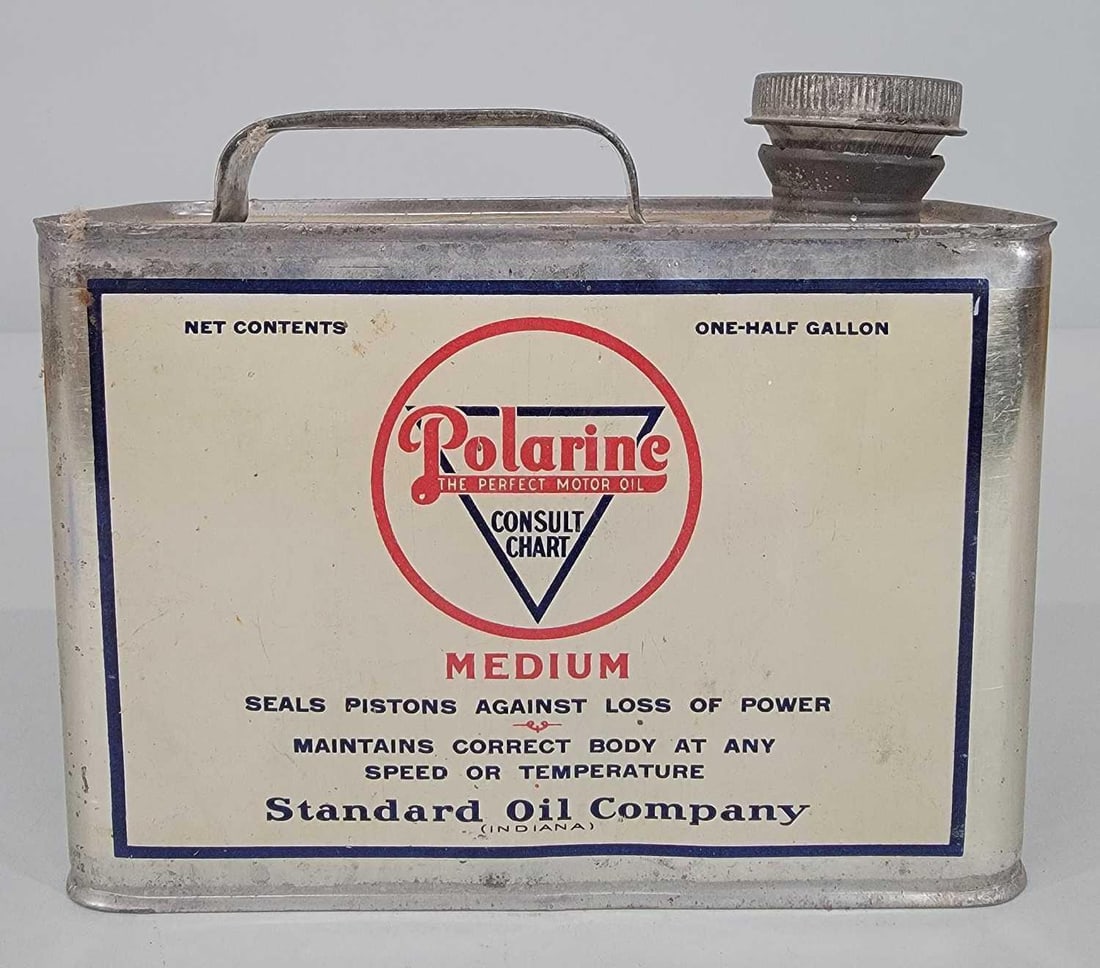 NET CONTENTS
ONE-HALF GALLON
Polarine
THE PERFECT MOTOR OIL
CONSULT
CHART
MEDIUM
SEALS PISTONS AGAINST LOSS OF POWER
MAINTAINS CORRECT BODY AT ANY
SPEED OR TEMPERATURE
Standard Oil Company
(INDIANA)